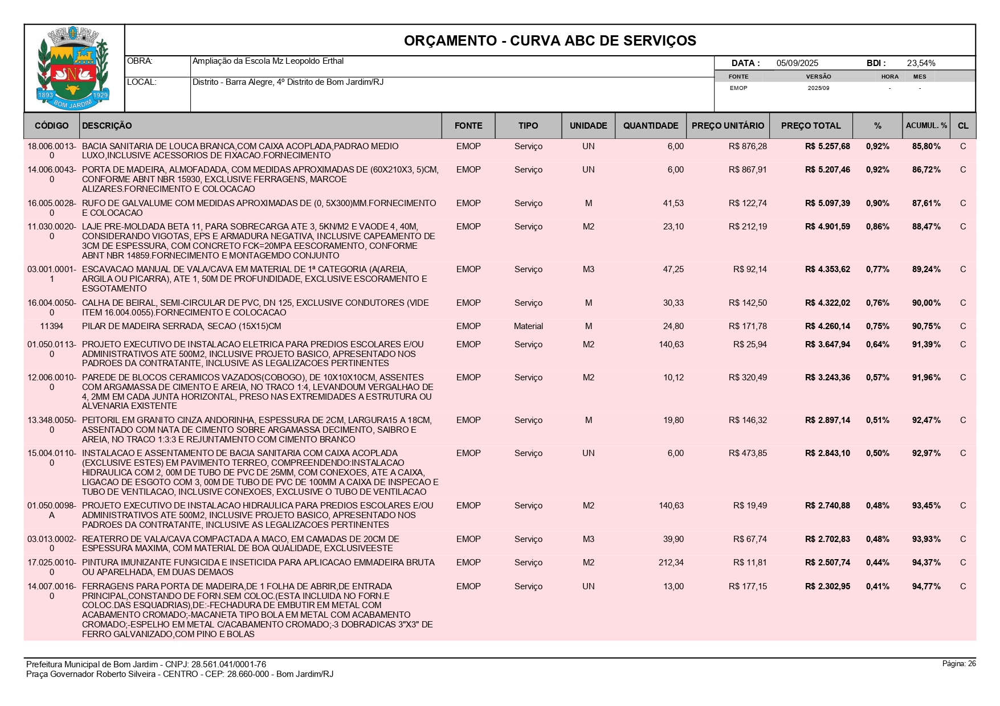 ORÇAMENTO - CURVA ABC DE SERVIÇOS
OBRA: Ampliação da Escola Mz Leopoldo Erthal
DATA : 05/09/2025 BDI : 23,54%
FONTE VERSÃO HORA MES
LOCAL: Distrito - Barra Alegre, 4º Distrito de Bom Jardim/RJ
EMOP 2025/09 - -
N
1893 1929
BOM JARDIM
CÓDIGO DESCRIÇÃO FONTE TIPO UNIDADE QUANTIDADE PREÇO UNITÁRIO PREÇO TOTAL % ACUMUL. % CL
18.006.0013- BACIA SANITARIA DE LOUCA BRANCA,COM CAIXA ACOPLADA,PADRAO MEDIO EMOP Serviço UN 6,00 R$ 876,28 R$ 5.257,68 0,92% 85,80% C
0 LUXO,INCLUSIVE ACESSORIOS DE FIXACAO.FORNECIMENTO
14.006.0043- PORTA DE MADEIRA, ALMOFADADA, COM MEDIDAS APROXIMADAS DE (60X210X3, 5)CM, EMOP Serviço UN 6,00 R$ 867,91 R$ 5.207,46 0,92% 86,72% C
0 CONFORME ABNT NBR 15930, EXCLUSIVE FERRAGENS, MARCOE
ALIZARES.FORNECIMENTO E COLOCACAO
16.005.0028- RUFO DE GALVALUME COM MEDIDAS APROXIMADAS DE (0, 5X300)MM.FORNECIMENTO EMOP Serviço M 41,53 R$ 122,74 R$ 5.097,39 0,90% 87,61% C
0 E COLOCACAO
11.030.0020- LAJE PRE-MOLDADA BETA 11, PARA SOBRECARGA ATE 3, 5KN/M2 E VAODE 4, 40M, EMOP Serviço M2 23,10 R$ 212,19 R$ 4.901,59 0,86% 88,47% C
0 CONSIDERANDO VIGOTAS, EPS E ARMADURA NEGATIVA, INCLUSIVE CAPEAMENTO DE
3CM DE ESPESSURA, COM CONCRETO FCK=20MPA EESCORAMENTO, CONFORME
ABNT NBR 14859.FORNECIMENTO E MONTAGEMDO CONJUNTO
03.001.0001- ESCAVACAO MANUAL DE VALA/CAVA EM MATERIAL DE 1ª CATEGORIA (A(AREIA, EMOP Serviço M3 47,25 R$ 92,14 R$ 4.353,62 0,77% 89,24% C
1 ARGILA OU PICARRA), ATE 1, 50M DE PROFUNDIDADE, EXCLUSIVE ESCORAMENTO E
ESGOTAMENTO
16.004.0050- CALHA DE BEIRAL, SEMI-CIRCULAR DE PVC, DN 125, EXCLUSIVE CONDUTORES (VIDE EMOP Serviço M 30,33 R$ 142,50 R$ 4.322,02 0,76% 90,00% C
0 ITEM 16.004.0055).FORNECIMENTO E COLOCACAO
11394 PILAR DE MADEIRA SERRADA, SECAO (15X15)CM EMOP Material M 24,80 R$ 171,78 R$ 4.260,14 0,75% 90,75% C
01.050.0113- PROJETO EXECUTIVO DE INSTALACAO ELETRICA PARA PREDIOS ESCOLARES E/OU EMOP Serviço M2 140,63 R$ 25,94 R$ 3.647,94 0,64% 91,39% C
0 ADMINISTRATIVOS ATE 500M2, INCLUSIVE PROJETO BASICO, APRESENTADO NOS
PADROES DA CONTRATANTE, INCLUSIVE AS LEGALIZACOES PERTINENTES
12.006.0010- PAREDE DE BLOCOS CERAMICOS VAZADOS(COBOGO), DE 10X10X10CM, ASSENTES EMOP Serviço M2 10,12 R$ 320,49 R$ 3.243,36 0,57% 91,96% C
0 COM ARGAMASSA DE CIMENTO E AREIA, NO TRACO 1:4, LEVANDOUM VERGALHAO DE
4, 2MM EM CADA JUNTA HORIZONTAL, PRESO NAS EXTREMIDADES A ESTRUTURA OU
ALVENARIA EXISTENTE
13.348.0050- PEITORIL EM GRANITO CINZA ANDORINHA, ESPESSURA DE 2CM, LARGURA15 A 18CM, EMOP Serviço M 19,80 R$ 146,32 R$ 2.897,14 0,51% 92,47% C
0 ASSENTADO COM NATA DE CIMENTO SOBRE ARGAMASSA DECIMENTO, SAIBRO E
AREIA, NO TRACO 1:3:3 E REJUNTAMENTO COM CIMENTO BRANCO
15.004.0110- INSTALACAO E ASSENTAMENTO DE BACIA SANITARIA COM CAIXA ACOPLADA EMOP Serviço UN 6,00 R$ 473,85 R$ 2.843,10 0,50% 92,97% C
0 (EXCLUSIVE ESTES) EM PAVIMENTO TERREO, COMPREENDENDO:INSTALACAO
HIDRAULICA COM 2, 00M DE TUBO DE PVC DE 25MM, COM CONEXOES, ATE A CAIXA,
LIGACAO DE ESGOTO COM 3, 00M DE TUBO DE PVC DE 100MM A CAIXA DE INSPECAO E
TUBO DE VENTILACAO, INCLUSIVE CONEXOES, EXCLUSIVE O TUBO DE VENTILACAO
01.050.0098- PROJETO EXECUTIVO DE INSTALACAO HIDRAULICA PARA PREDIOS ESCOLARES E/OU EMOP Serviço M2 140,63 R$ 19,49 R$ 2.740,88 0,48% 93,45% C
A ADMINISTRATIVOS ATE 500M2, INCLUSIVE PROJETO BASICO, APRESENTADO NOS
PADROES DA CONTRATANTE, INCLUSIVE AS LEGALIZACOES PERTINENTES
03.013.0002- REATERRO DE VALA/CAVA COMPACTADA A MACO, EM CAMADAS DE 20CM DE EMOP Serviço M3 39,90 R$ 67,74 R$ 2.702,83 0,48% 93,93% C
0 ESPESSURA MAXIMA, COM MATERIAL DE BOA QUALIDADE, EXCLUSIVEESTE
17.025.0010- PINTURA IMUNIZANTE FUNGICIDA E INSETICIDA PARA APLICACAO EMMADEIRA BRUTA EMOP Serviço M2 212,34 R$ 11,81 R$ 2.507,74 0,44% 94,37% C
0 OU APARELHADA, EM DUAS DEMAOS
14.007.0016- FERRAGENS PARA PORTA DE MADEIRA,DE 1 FOLHA DE ABRIR,DE ENTRADA EMOP Serviço UN 13,00 R$ 177,15 R$ 2.302,95 0,41% 94,77% C
0 PRINCIPAL,CONSTANDO DE FORN.SEM COLOC.(ESTA INCLUIDA NO FORN.E
COLOC.DAS ESQUADRIAS),DE:-FECHADURA DE EMBUTIR EM METAL COM
ACABAMENTO CROMADO;-MACANETA TIPO BOLA EM METAL COM ACABAMENTO
CROMADO;-ESPELHO EM METAL C/ACABAMENTO CROMADO;-3 DOBRADICAS 3"X3" DE
FERRO GALVANIZADO,COM PINO E BOLAS
Prefeitura Municipal de Bom Jardim - CNPJ: 28.561.041/0001-76 Página: 26
Praça Governador Roberto Silveira - CENTRO - CEP: 28.660-000 - Bom Jardim/RJ